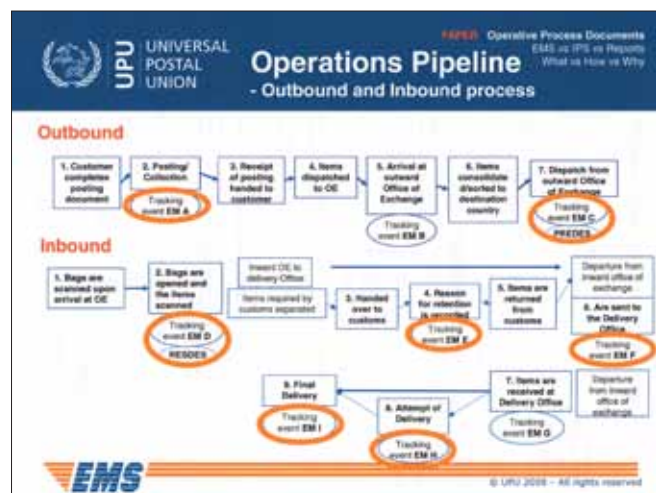 UPU
UNIVERSAL
POSTAL
UNION
PAPER Operative Process Documents
EMS vs IPS vs Reports
What vs How vs Why
Operations Pipeline
- Outbound and Inbound process
Outbound
1. Customer
completes
posting
document
2. Posting/
Collection
Tracking
event EM A
3. Receipt
of posting
handed to
customer
4. Items
dispatched
to OE
5. Arrival at
outward
Office of
Exchange
Tracking
event EM B
6. Items
consolidate
d/sorted to
destination
country
7. Dispatch from
outward Office
of Exchange
Tracking
event EM C
PREDES
Inbound
1. Bags are
scanned upon
arrival at OE
2. Bags are
opened and
the items
scanned
Tracking
event EM D
RESDES
Inward OE to
delivery Office
Items required by
customs separated
3. Handed
over to
customs
4. Reason
for retention
is recorded
Tracking
event EM E
5. Items are
returned
from
customs
Departure from
inward office of
exchange
6. Are sent to
the Delivery
Office
Tracking
event EM F
7. Items are
received at
Delivery Office
Tracking
event EM G
Departure
from inward
office of
exchange
8. Attempt of
Delivery
Tracking
event EM H
9. Final
Delivery
Tracking
event EM I
EMS
© UPU 2008 – All rights reserved